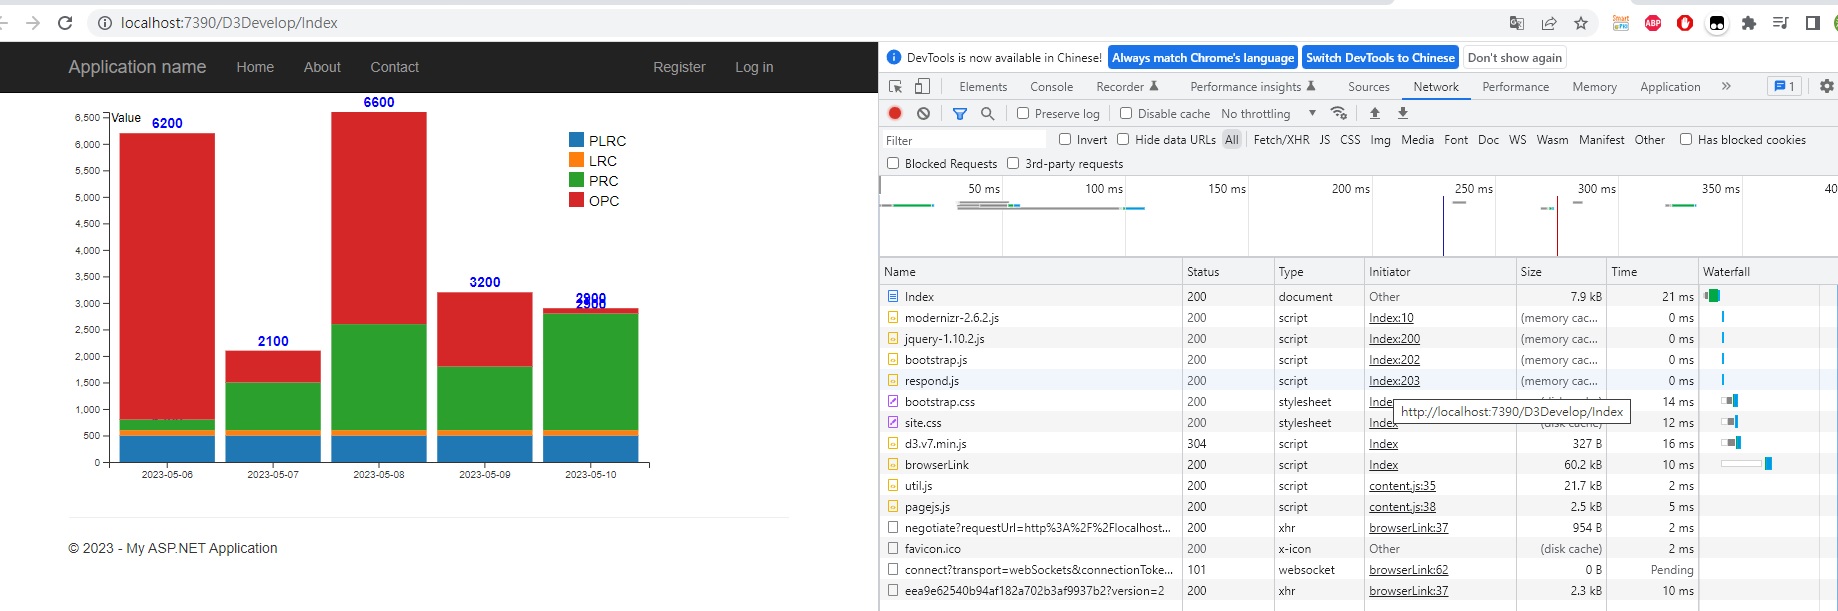 localhost:7390/D3Develop/Index
Application name Home About Contact Register Log in
Value
6200
2100
6600
3200
2900
6,500
6,000
5,500
5,000
4,500
4,000
3,500
3,000
2,500
2,000
1,500
1,000
500
0
2023-05-06 2023-05-07 2023-05-08 2023-05-09 2023-05-10
PLRC
LRC
PRC
OPC
© 2023 - My ASP.NET Application
DevTools is now available in Chinese! Always match Chrome's language Switch DevTools to Chinese Don't show again
Elements Console Recorder Performance insights Sources Network Performance Memory Application » 1
Preserve log Disable cache No throttling
Filter Invert Hide data URLs All Fetch/XHR JS CSS Img Media Font Doc WS Wasm Manifest Other Has blocked cookies
Blocked Requests 3rd-party requests
50 ms 100 ms 150 ms 200 ms 250 ms 300 ms 350 ms 40
Name Status Type Initiator Size Time Waterfall
Index 200 document Other 7.9 kB 21 ms
modernizr-2.6.2.js 200 script Index:10 (memory cac... 0 ms
jquery-1.10.2.js 200 script Index:200 (memory cac... 0 ms
bootstrap.js 200 script Index:202 (memory cac... 0 ms
respond.js 200 script Index:203 (memory cac... 0 ms
bootstrap.css 200 stylesheet 14 ms
http://localhost:7390/D3Develop/Index
site.css 200 stylesheet Index (disk cache) 12 ms
d3.v7.min.js 304 script Index 327 B 16 ms
browserLink 200 script Index 60.2 kB 10 ms
util.js 200 script content.js:35 21.7 kB 2 ms
pagejs.js 200 script content.js:38 2.5 kB 5 ms
negotiate?requestUrl=http%3A%2F%2Flocalhost... 200 xhr browserLink:37 954 B 2 ms
favicon.ico 200 x-icon Other (disk cache) 2 ms
connect?transport=webSockets&connectionToke... 101 websocket browserLink:62 0 B Pending
eea9e62540b94af182a702b3af9937b2?version=2 200 xhr browserLink:37 2.3 kB 10 ms